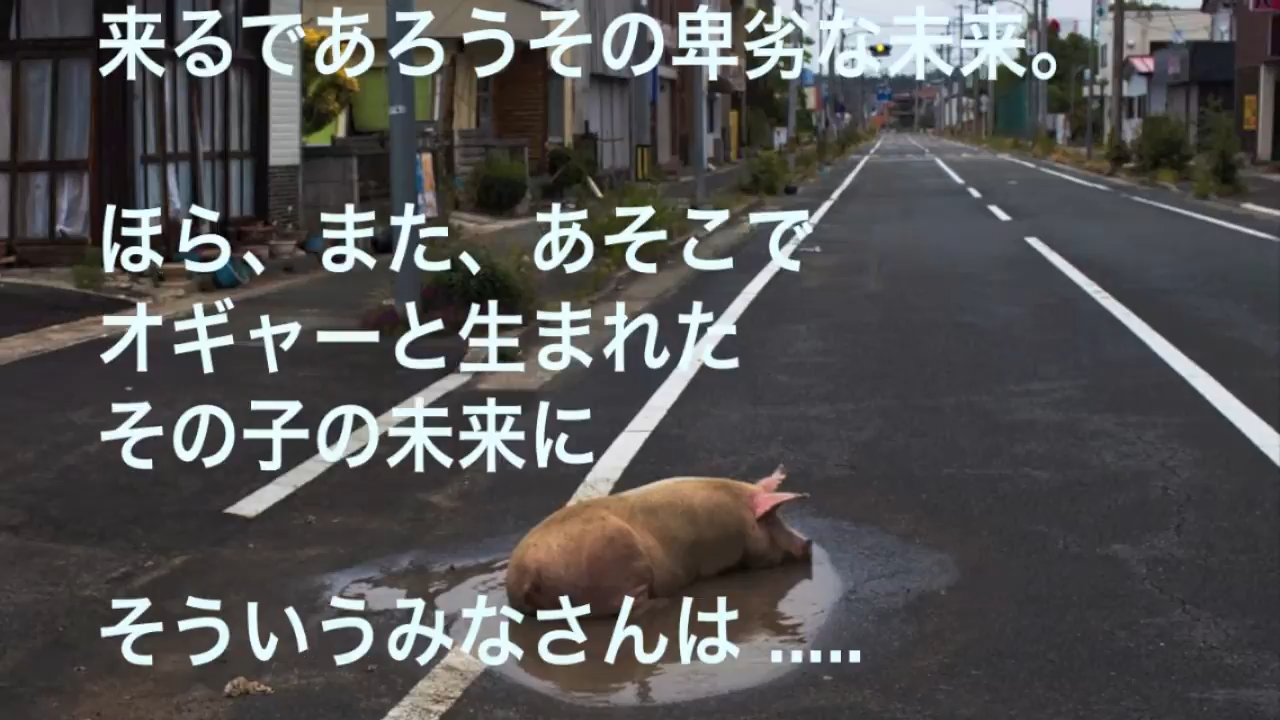 来るであろうその卑劣な未来。
ほら、また、あそこで
オギャーと生まれた
その子の未来に
そういうみなさんは .....